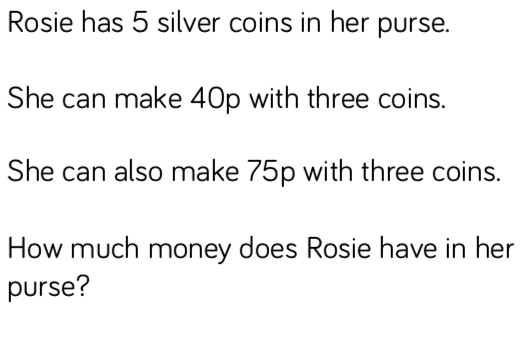 Rosie has 5 silver coins in her purse.
She can make 40p with three coins.
She can also make 75p with three coins.
How much money does Rosie have in her
purse?